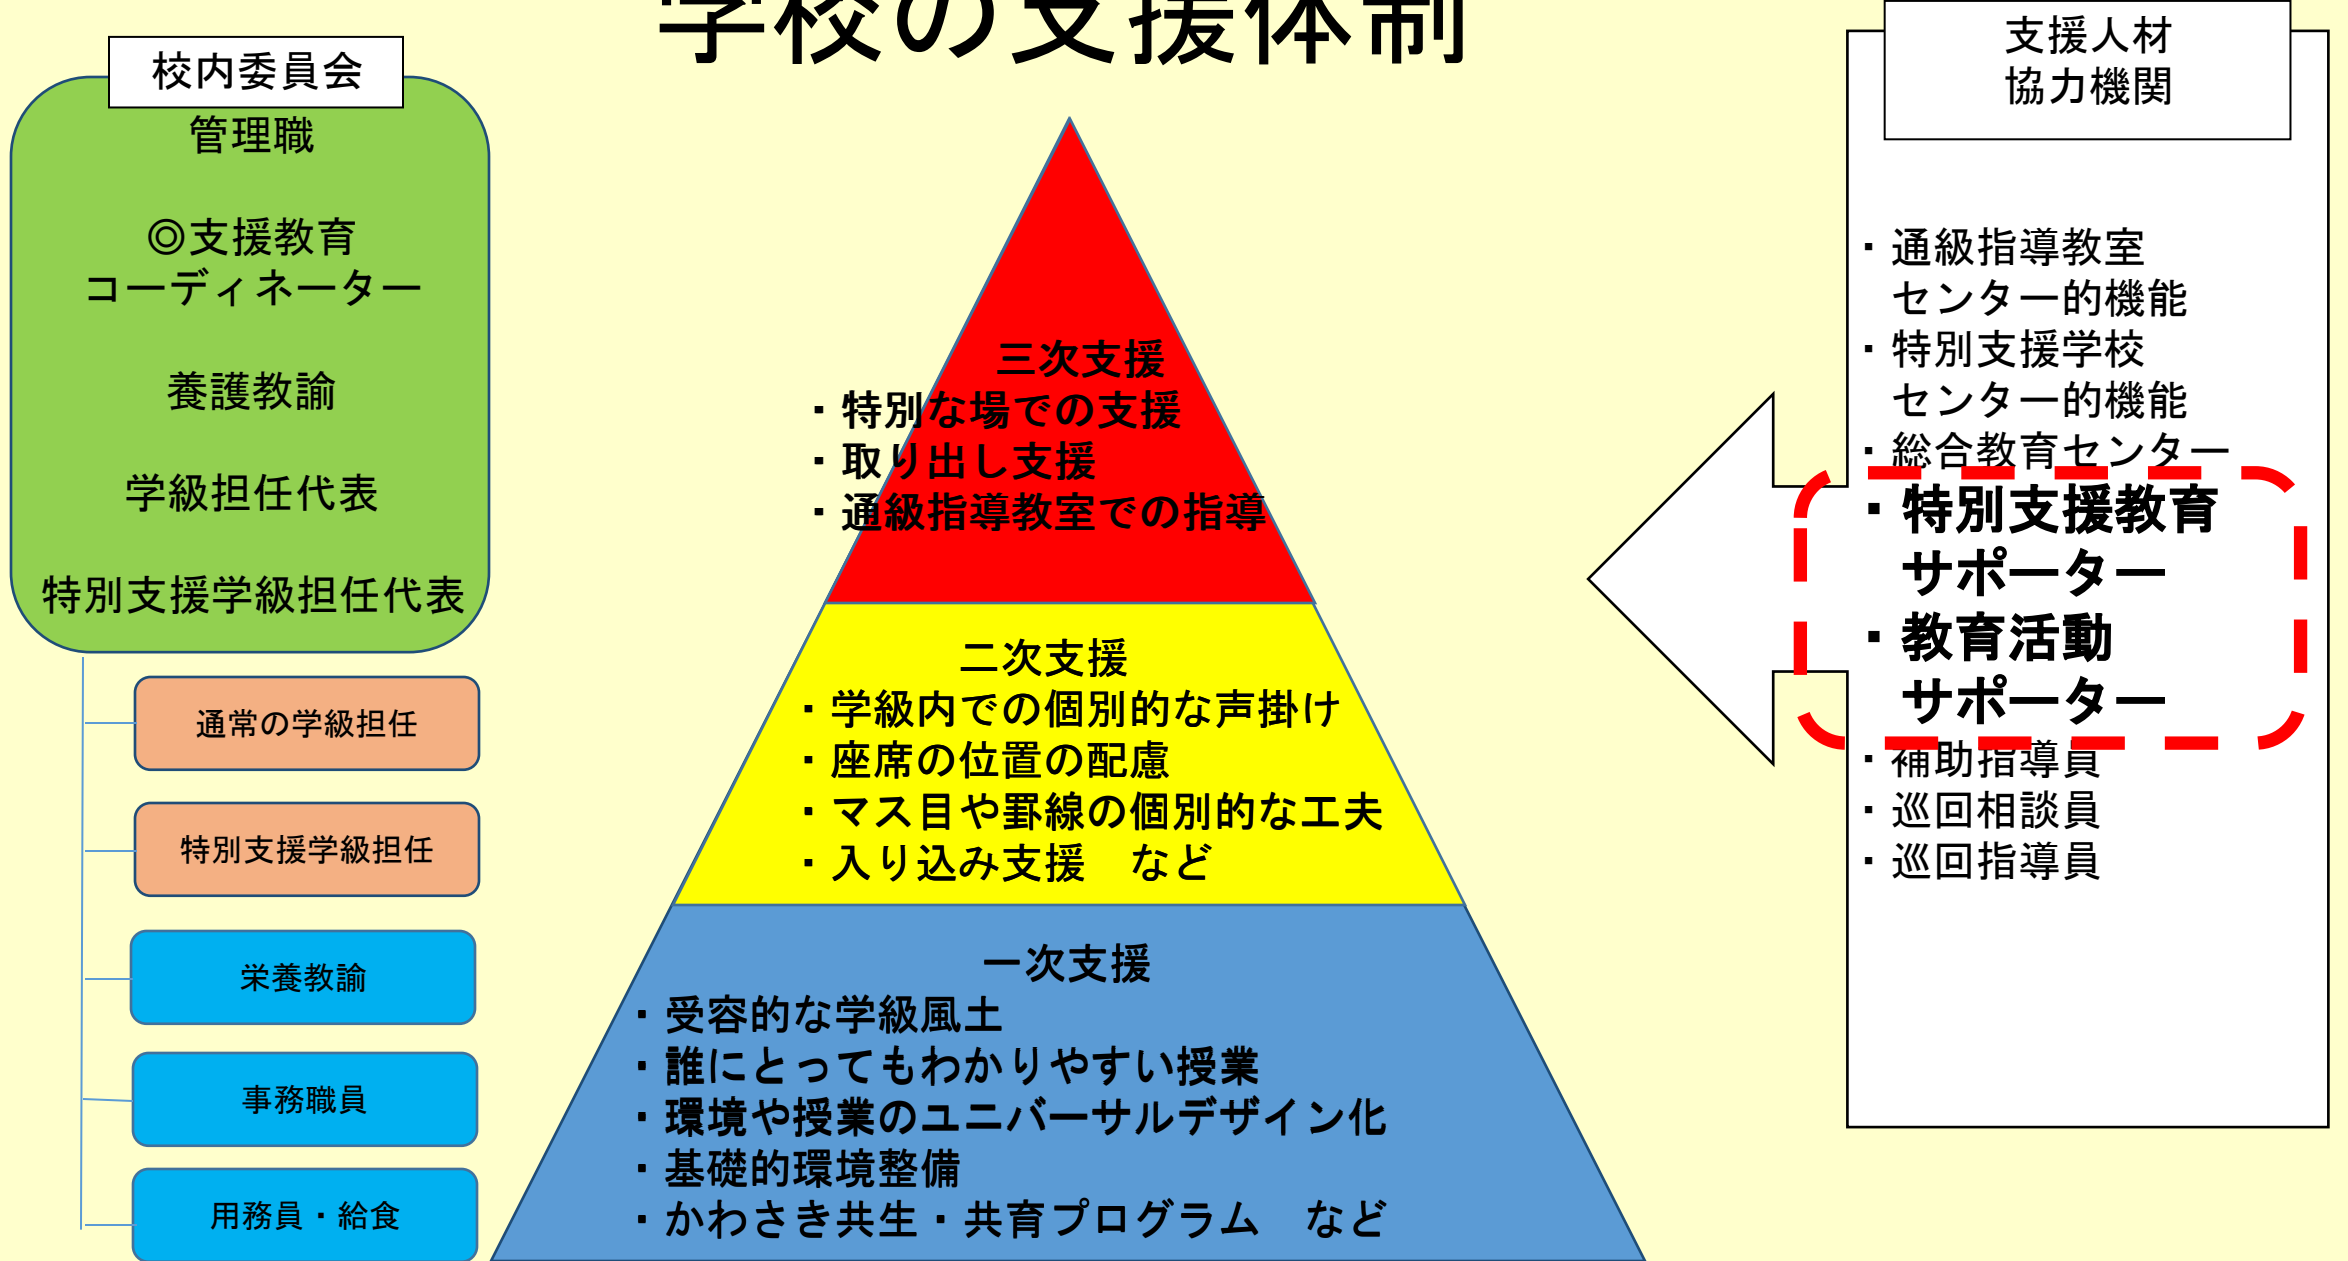 学校の支援体制
校内委員会
管理職
◎支援教育
コーディネーター
養護教諭
学級担任代表
特別支援学級担任代表
通常の学級担任
特別支援学級担任
栄養教諭
事務職員
用務員・給食
三次支援
・特別な場での支援
・取り出し支援
・通級指導教室での指導
二次支援
・学級内での個別的な声掛け
・座席の位置の配慮
・マス目や罫線の個別的な工夫
・入り込み支援　など
一次支援
・受容的な学級風土
・誰にとってもわかりやすい授業
・環境や授業のユニバーサルデザイン化
・基礎的環境整備
・かわさき共生・共育プログラム　など
支援人材
協力機関
・通級指導教室
センター的機能
・特別支援学校
センター的機能
・総合教育センター
・特別支援教育
サポーター
・教育活動
サポーター
・補助指導員
・巡回相談員
・巡回指導員